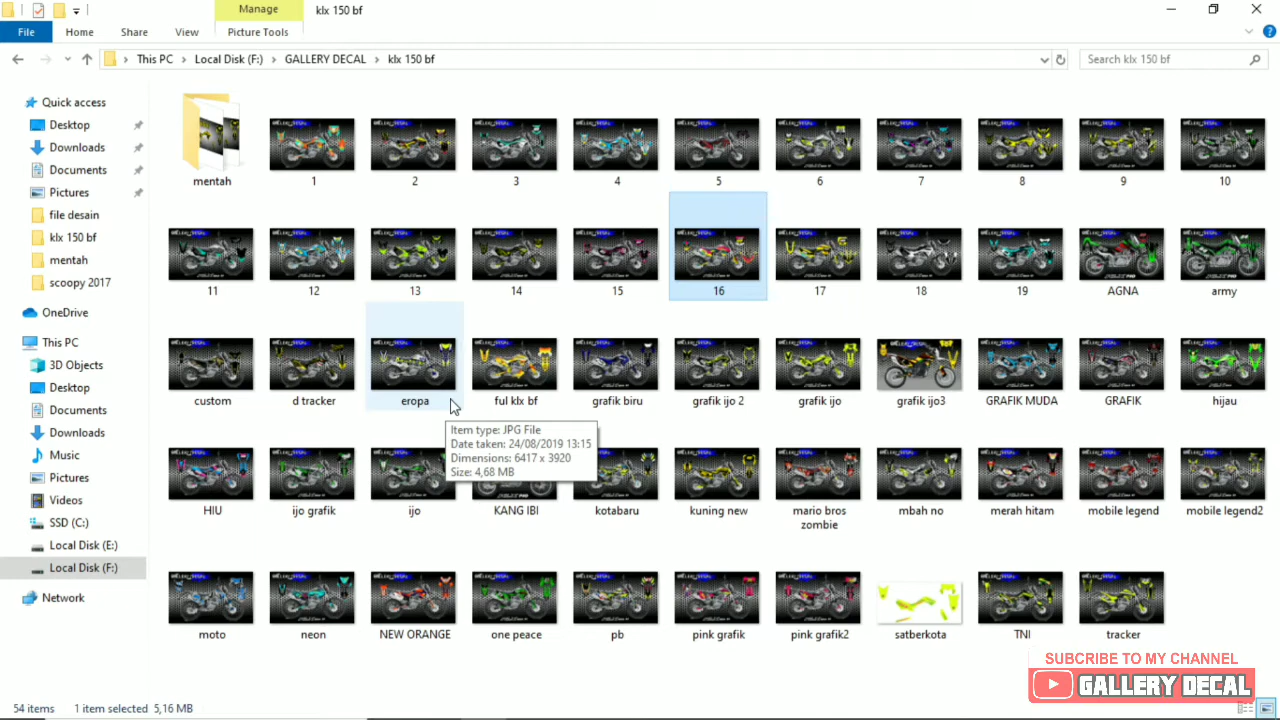 Manage
klx 150 bf
File
Home
Share
View
Picture Tools
This PC
Local Disk (F:)
GALLERY DECAL
klx 150 bf
Search klx 150 bf
Quick access
Desktop
Downloads
Documents
Pictures
file desain
klx 150 bf
mentah
scoopy 2017
OneDrive
This PC
3D Objects
Desktop
Documents
Downloads
Music
Pictures
Videos
SSD (C:)
Local Disk (E:)
Local Disk (F:)
Network
mentah
1
2
3
4
5
6
7
8
9
10
11
12
13
14
15
16
17
18
19
AGNA
army
custom
d tracker
eropa
ful klx bf
grafik biru
grafik ijo 2
grafik ijo
grafik ijo3
GRAFIK MUDA
GRAFIK
hijau
Item type: JPG File
Date taken: 24/08/2019 13:15
Dimensions: 6417 x 3920
Size: 4,68 MB
HIU
ijo grafik
ijo
KANG IBI
kotabaru
kuning new
mario bros
zombie
mbah no
merah hitam
mobile legend
mobile legend2
moto
neon
NEW ORANGE
one peace
pb
pink grafik
pink grafik2
satberkota
TNI
tracker
SUBCRIBE TO MY CHANNEL
GALLERY DECAL
54 items
1 item selected 5,16 MB